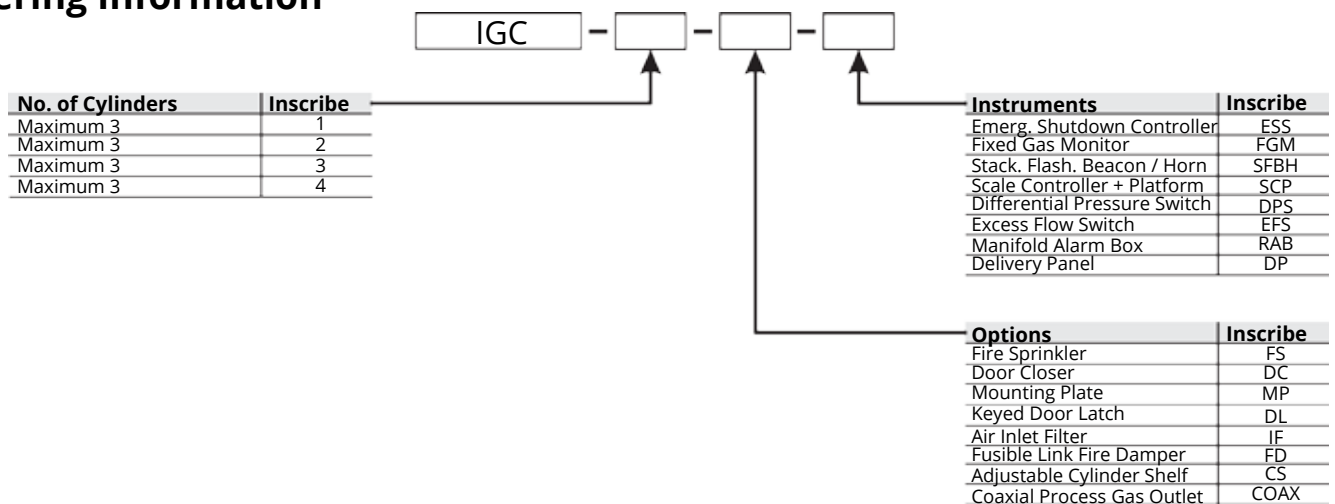 ering Information
IGC - - -
No. of Cylinders Inscribe
Maximum 3 1
Maximum 3 2
Maximum 3 3
Maximum 3 4
Instruments Inscribe
Emerg. Shutdown Controller ESS
Fixed Gas Monitor FGM
Stack. Flash. Beacon / Horn SFBH
Scale Controller + Platform SCP
Differential Pressure Switch DPS
Excess Flow Switch EFS
Manifold Alarm Box RAB
Delivery Panel DP
Options Inscribe
Fire Sprinkler FS
Door Closer DC
Mounting Plate MP
Keyed Door Latch DL
Air Inlet Filter IF
Fusible Link Fire Damper FD
Adjustable Cylinder Shelf CS
Coaxial Process Gas Outlet COAX